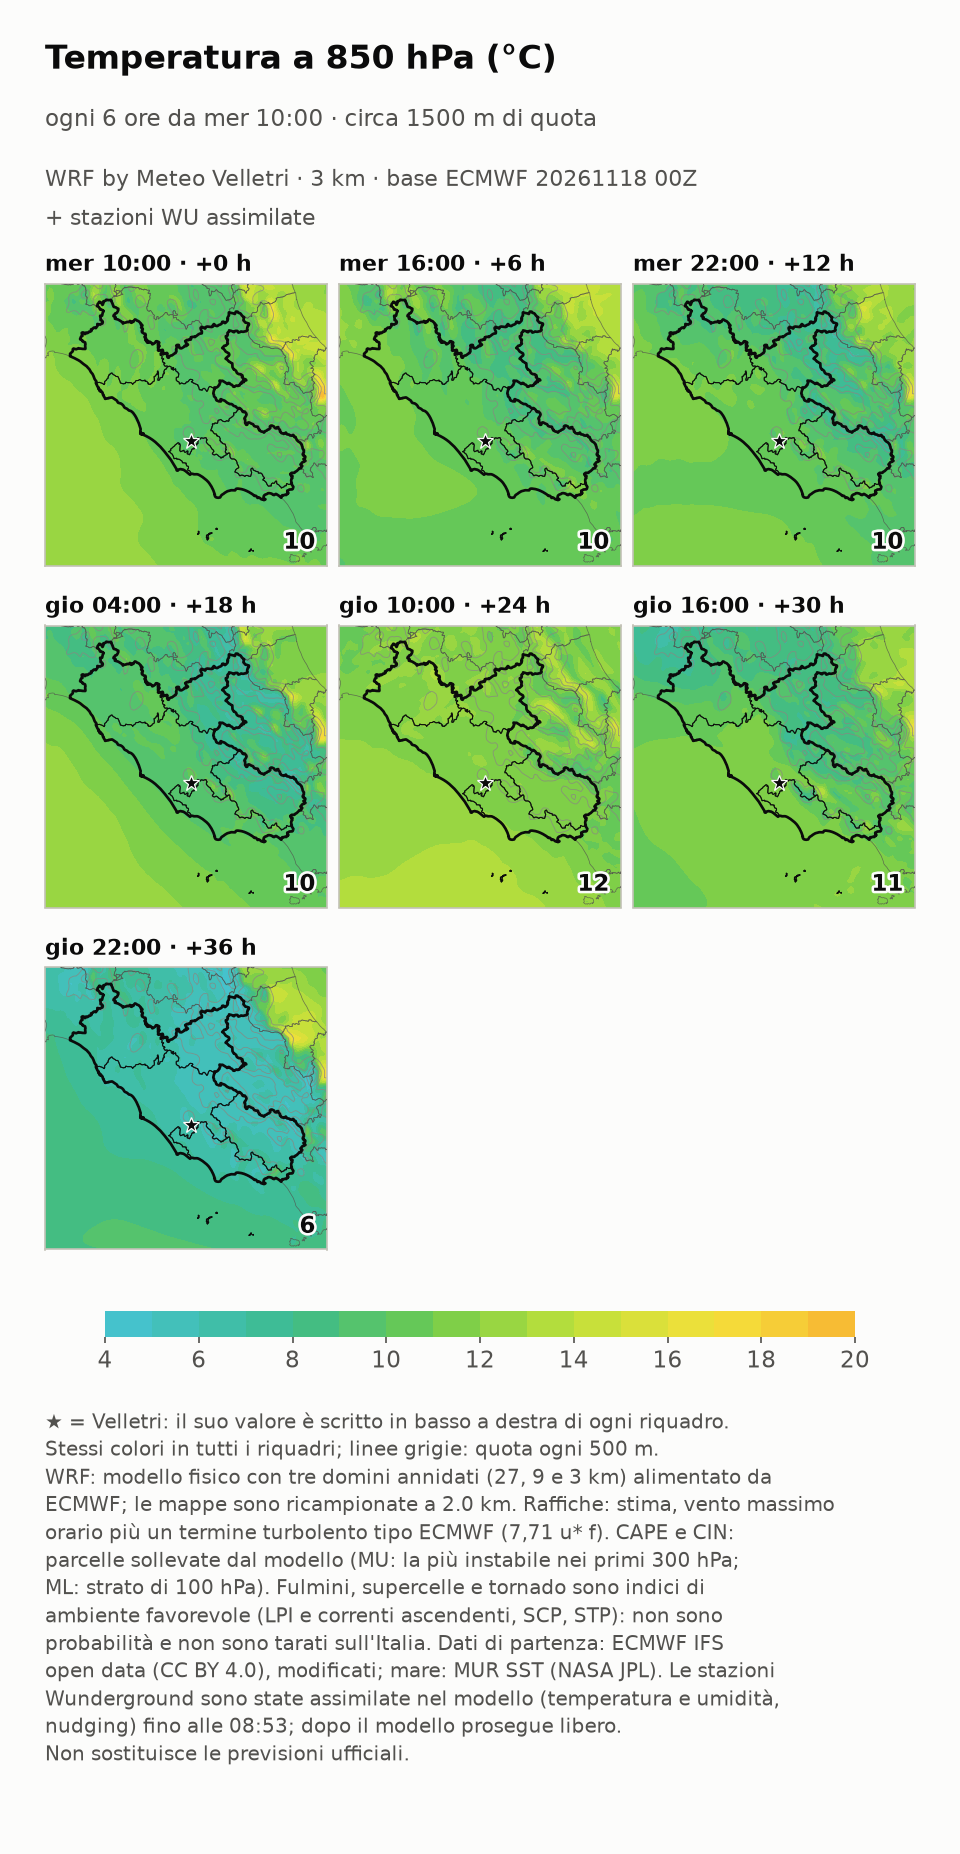 Temperatura a 850 hPa (°C)
ogni 6 ore da mer 10:00 · circa 1500 m di quota
WRF by Meteo Velletri · 3 km · base ECMWF 20261118 00Z
+ stazioni WU assimilate
mer 10:00 · +0 h
mer 16:00 · +6 h
mer 22:00 · +12 h
10
10
10
gio 04:00 · +18 h
gio 10:00 · +24 h
gio 16:00 · +30 h
10
12
11
gio 22:00 · +36 h
6
4 6 8 10 12 14 16 18 20
★ = Velletri: il suo valore è scritto in basso a destra di ogni riquadro.
Stessi colori in tutti i riquadri; linee grigie: quota ogni 500 m.
WRF: modello fisico con tre domini annidati (27, 9 e 3 km) alimentato da
ECMWF; le mappe sono ricampionate a 2.0 km. Raffiche: stima, vento massimo
orario più un termine turbolento tipo ECMWF (7,71 u* f). CAPE e CIN:
parcelle sollevate dal modello (MU: la più instabile nei primi 300 hPa;
ML: strato di 100 hPa). Fulmini, supercelle e tornado sono indici di
ambiente favorevole (LPI e correnti ascendenti, SCP, STP): non sono
probabilità e non sono tarati sull'Italia. Dati di partenza: ECMWF IFS
open data (CC BY 4.0), modificati; mare: MUR SST (NASA JPL). Le stazioni
Wunderground sono state assimilate nel modello (temperatura e umidità,
nudging) fino alle 08:53; dopo il modello prosegue libero.
Non sostituisce le previsioni ufficiali.